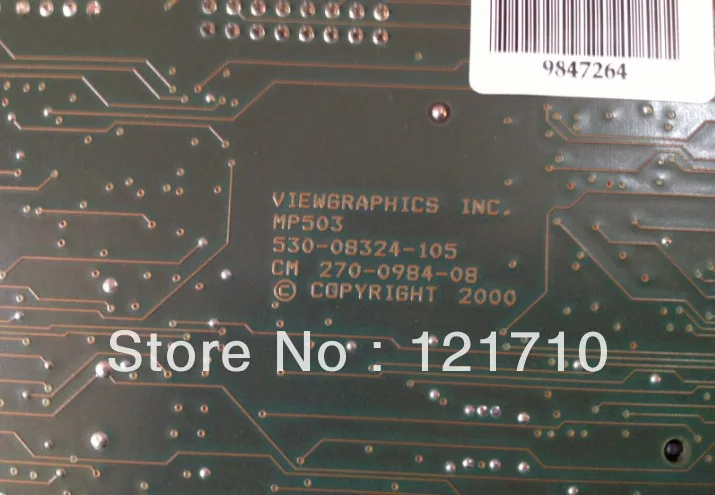 9847264
VIEWGRAPHICS INC.
MP503
530-08324-105
CM 270-0984-08
© COPYRIGHT 2000
Store No : 121710